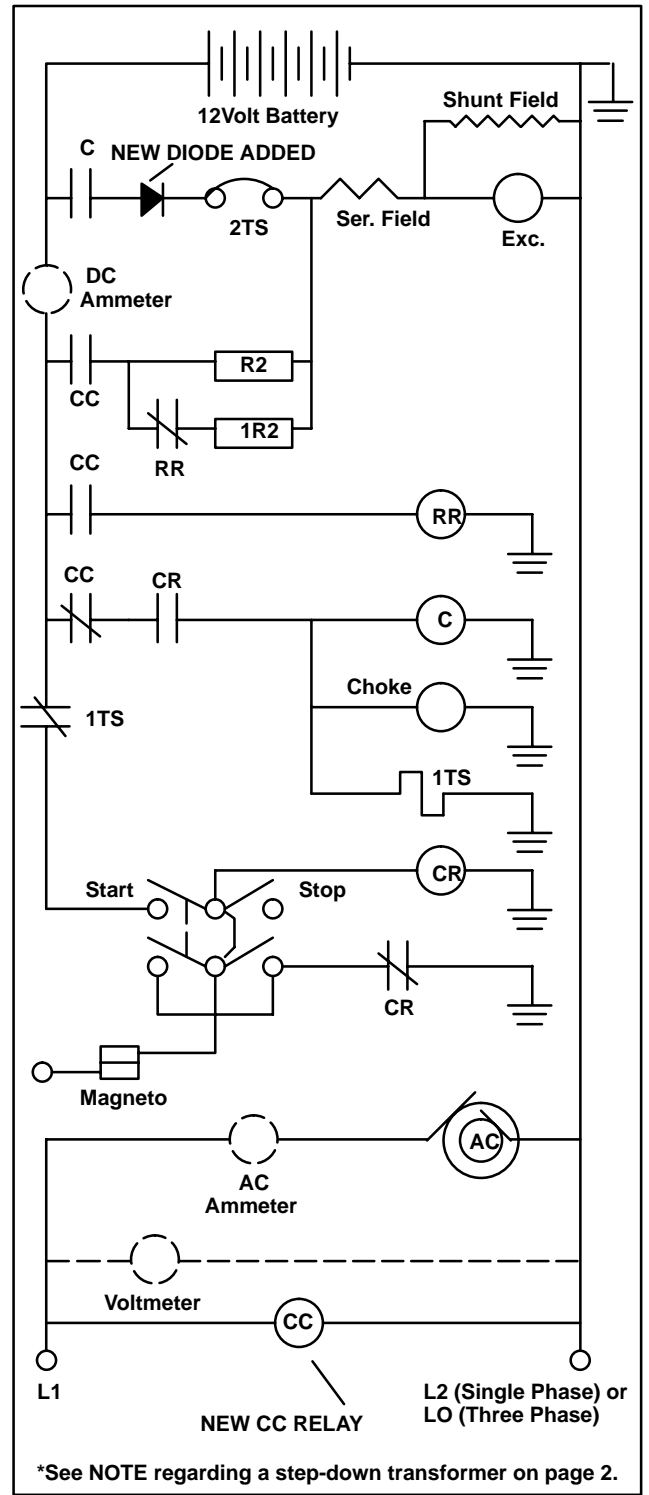 12Volt Battery
Shunt Field
C
NEW DIODE ADDED
2TS
Ser. Field
Exc.
DC
Ammeter
R2
CC
1R2
RR
CC
RR
CC
CR
C
Choke
1TS
1TS
Start
Stop
CR
CR
Magneto
AC
AC
Ammeter
Voltmeter
CC
L1
L2 (Single Phase) or
LO (Three Phase)
NEW CC RELAY
*See NOTE regarding a step-down transformer on page 2.